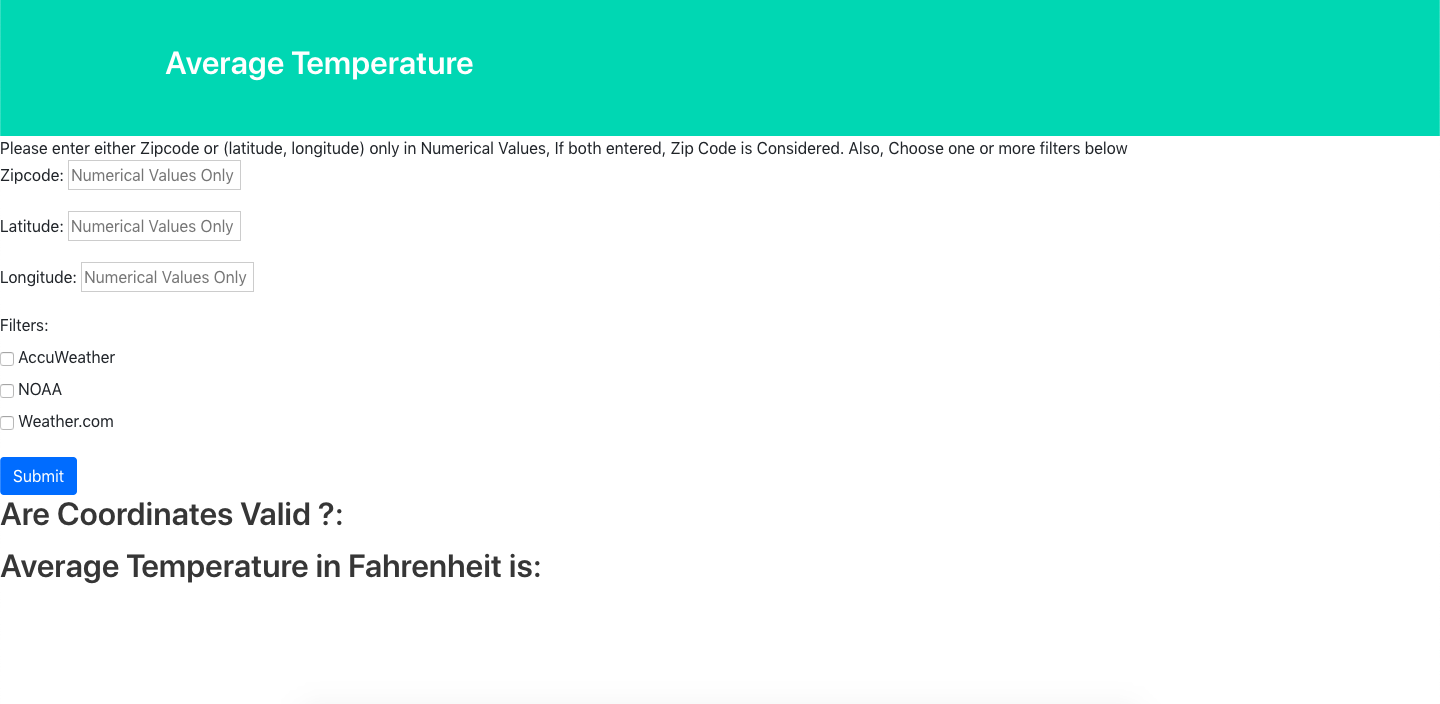 Average Temperature
Please enter either Zipcode or (latitude, longitude) only in Numerical Values, If both entered, Zip Code is Considered. Also, Choose one or more filters below
Zipcode: Numerical Values Only
Latitude: Numerical Values Only
Longitude: Numerical Values Only
Filters:
AccuWeather
NOAA
Weather.com
Submit
Are Coordinates Valid ?:
Average Temperature in Fahrenheit is: